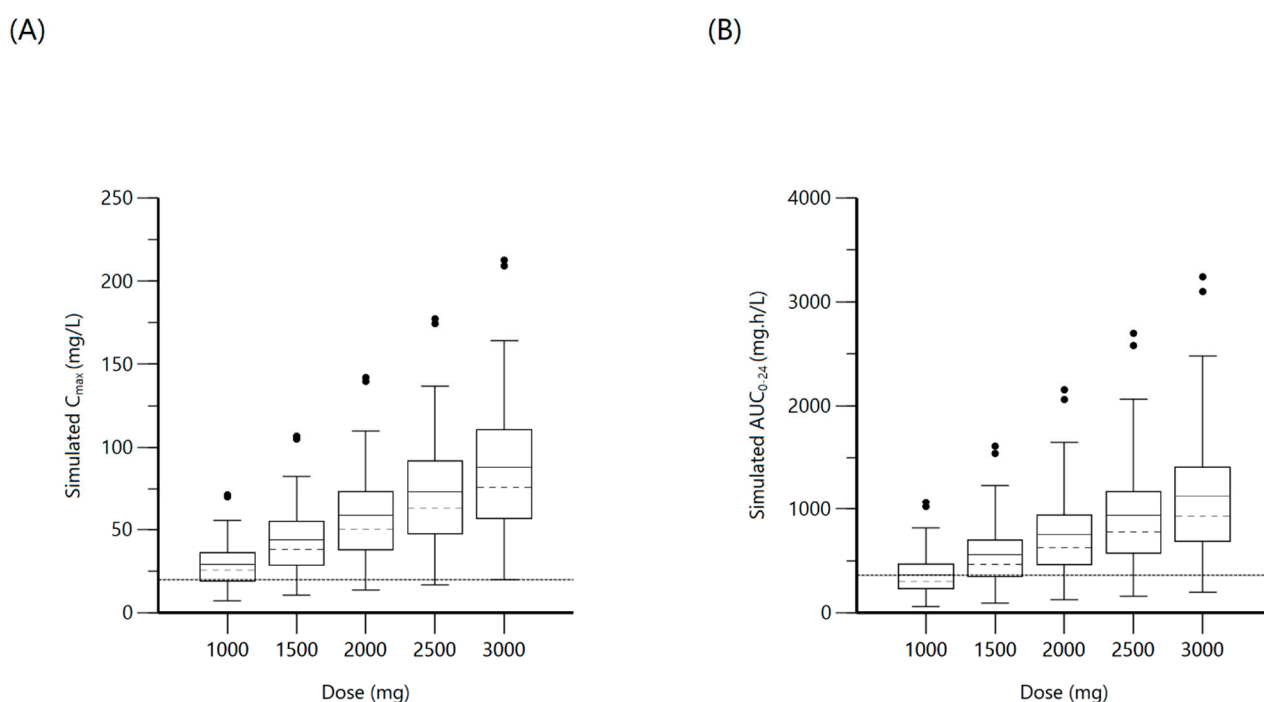 (A)
Simulated Cmax (mg/L)
250
200
150
100
50
0
1000 1500 2000 2500 3000
Dose (mg)
(B)
Simulated AUC0-24 (mg.h/L)
4000
3000
2000
1000
0
1000 1500 2000 2500 3000
Dose (mg)